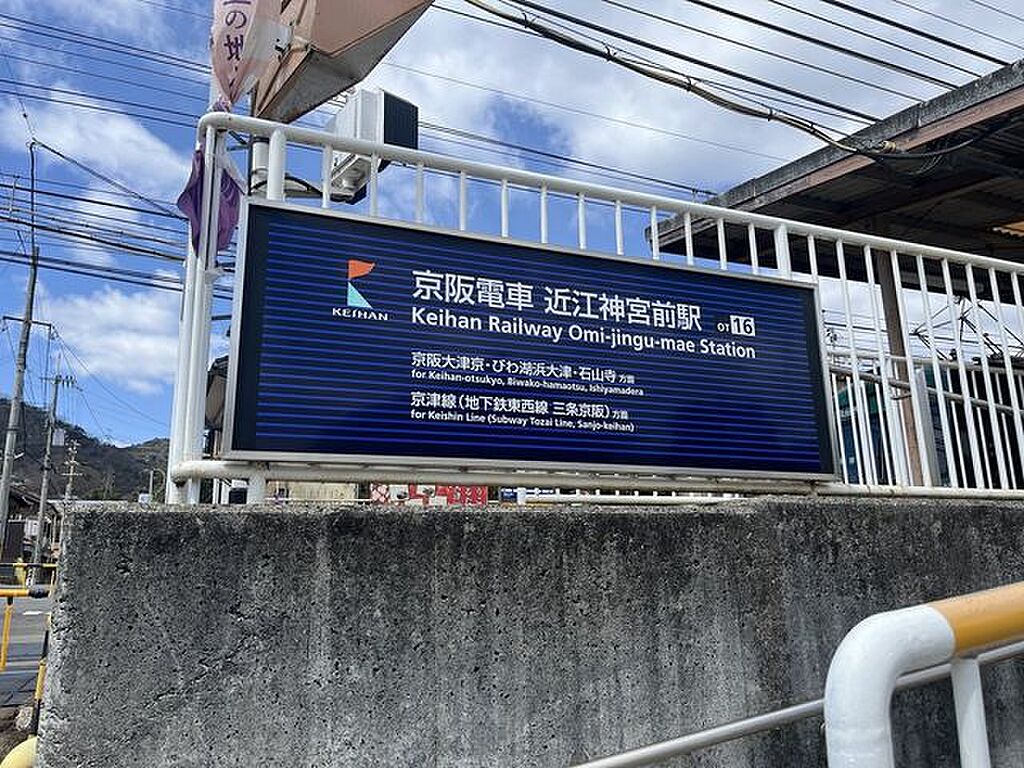 の地
KEIHAN
京阪電車 近江神宮前駅 OT 16
Keihan Railway Omi-jingu-mae Station
京阪大津京・びわ湖浜大津・石山寺 方面
for Keihan-otsukyo, Biwako-hamaotsu, Ishiyamadera
京津線(地下鉄東西線 三条京阪)方面
for Keishin Line (Subway Tozai Line, Sanjo-keihan)